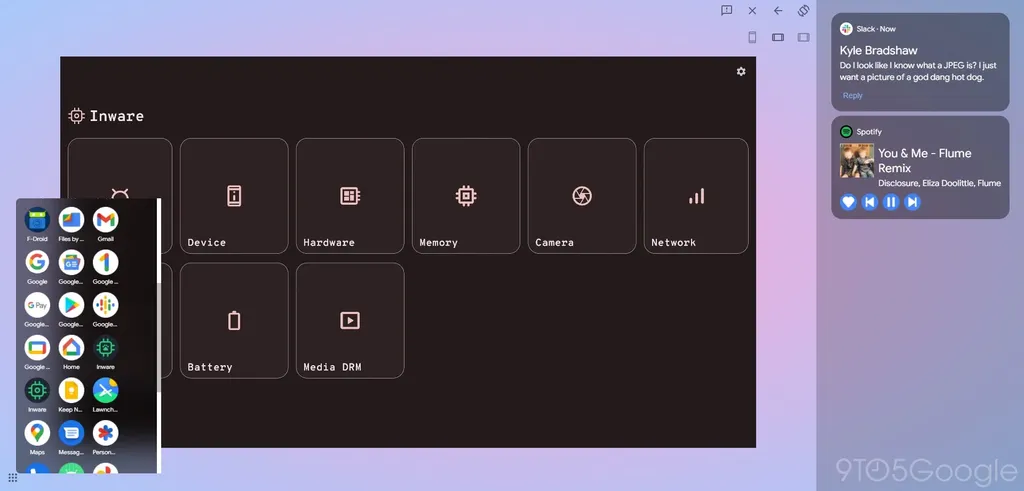 Slack · Now
Kyle Bradshaw
Do I look like I know what a JPEG is? I just
want a picture of a god dang hot dog.
Reply
Spotify
You & Me - Flume
Remix
Disclosure, Eliza Doolittle, Flume
Inware
Device
Hardware
Memory
Camera
Network
Battery
Media DRM
F-Droid
Files by ...
Gmail
Google
Google...
Google ...
G Pay
Google...
Google...
Google...
Google ...
Home
Inware
Inware
Keep N...
Lawnch...
Maps
Messag...
Person...
9TO5Google